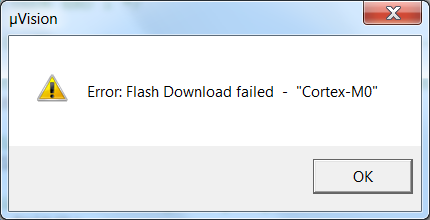 µVision
Error: Flash Download failed - "Cortex-M0"
OK